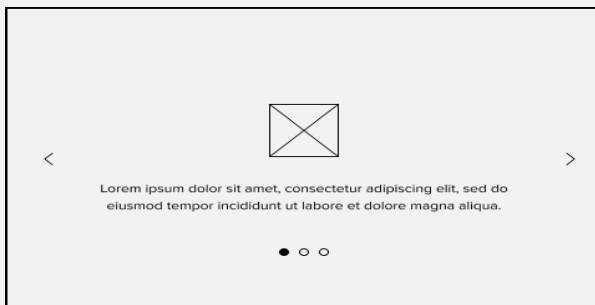 Lorem ipsum dolor sit amet, consectetur adipiscing elit, sed do
eiusmod tempor incididunt ut labore et dolore magna aliqua.